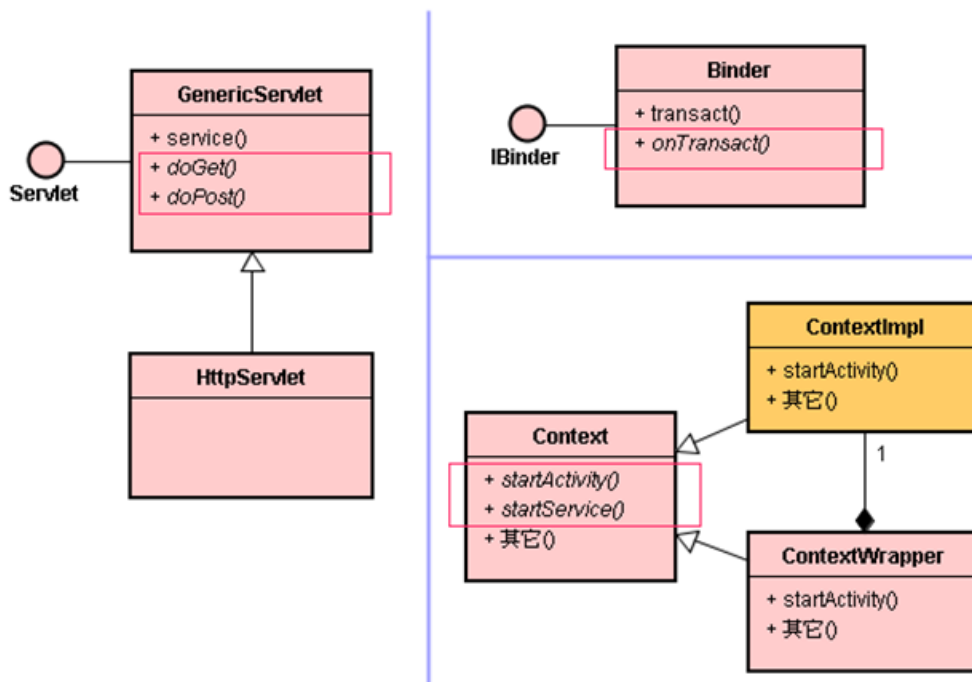 GenericServlet
+ service()
+ doGet()
+ doPost()
Servlet
HttpServlet
Binder
+ transact()
+ onTransact()
IBinder
ContextImpl
+ startActivity()
+ 其它()
1
Context
+ startActivity()
+ startService()
+ 其它()
ContextWrapper
+ startActivity()
+ 其它()